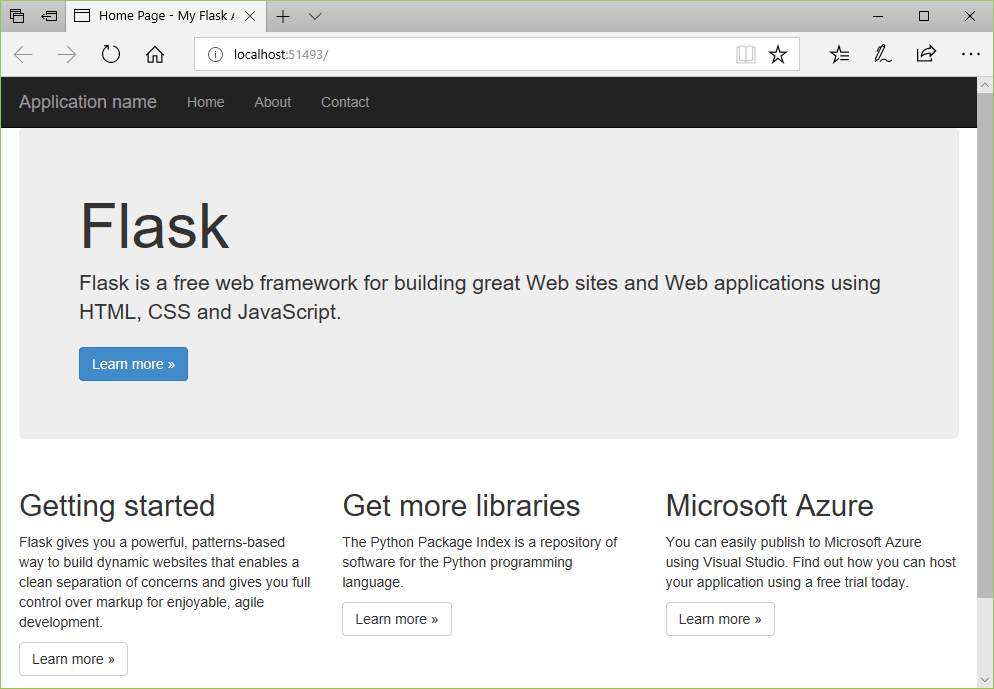 Home Page - My Flask A
localhost:51493/
Application name Home About Contact
Flask
Flask is a free web framework for building great Web sites and Web applications using
HTML, CSS and JavaScript.
Learn more »
Getting started
Flask gives you a powerful, patterns-based
way to build dynamic websites that enables a
clean separation of concerns and gives you full
control over markup for enjoyable, agile
development.
Learn more »
Get more libraries
The Python Package Index is a repository of
software for the Python programming
language.
Learn more »
Microsoft Azure
You can easily publish to Microsoft Azure
using Visual Studio. Find out how you can host
your application using a free trial today.
Learn more »